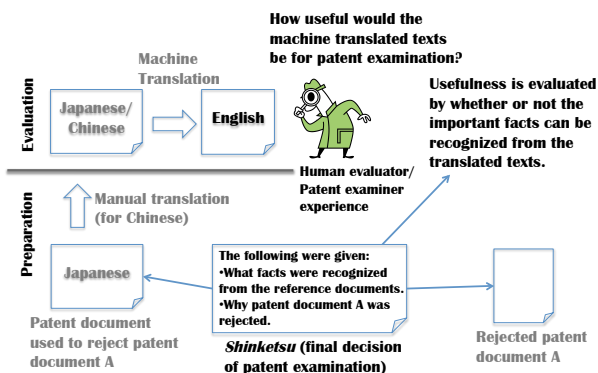 How useful would the
machine translated texts
be for patent examination?
Machine
Translation
Evaluation
Japanese/
Chinese
English
Usefulness is evaluated
by whether or not the
important facts can be
recognized from the
translated texts.
Human evaluator/
Patent examiner
experience
Preparation
Manual translation
(for Chinese)
Japanese
The following were given:
•What facts were recognized
from the reference documents.
•Why patent document A was
rejected.
Patent document
used to reject patent
document A
Shinketsu (final decision
of patent examination)
Rejected patent
document A